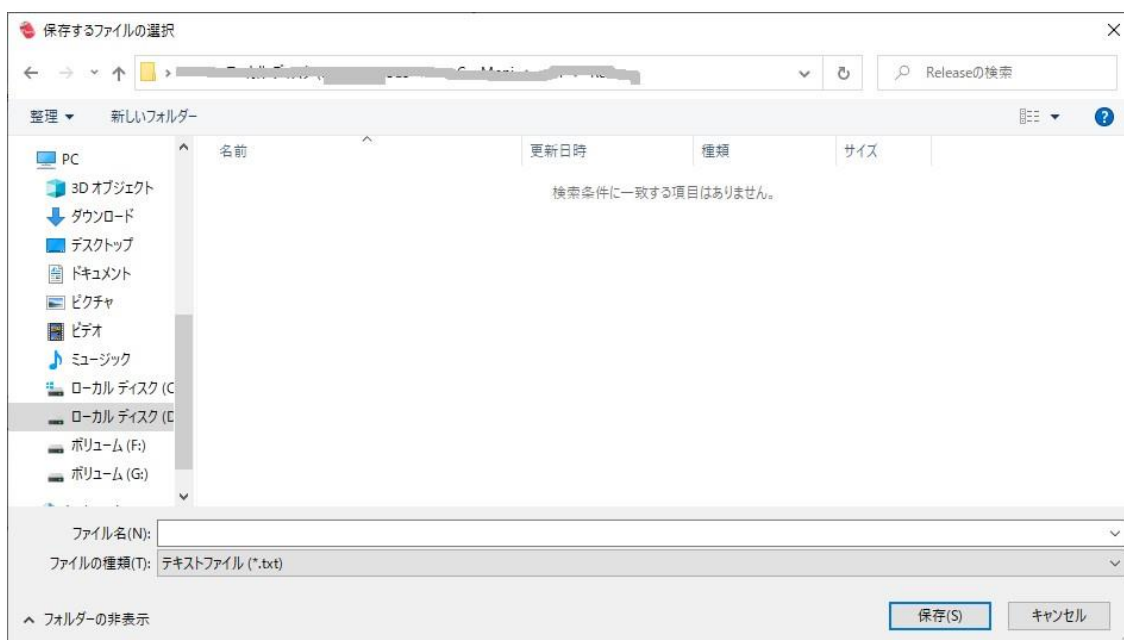 保存するファイルの選択
Releaseの検索
整理 新しいフォルダー
名前 更新日時 種類 サイズ
検索条件に一致する項目はありません。
PC
3D オブジェクト
ダウンロード
デスクトップ
ドキュメント
ピクチャ
ビデオ
ミュージック
ローカル ディスク (C
ローカル ディスク (D
ボリューム (F:)
ボリューム (G:)
ファイル名(N):
ファイルの種類(T): テキストファイル (*.txt)
フォルダーの非表示 保存(S) キャンセル